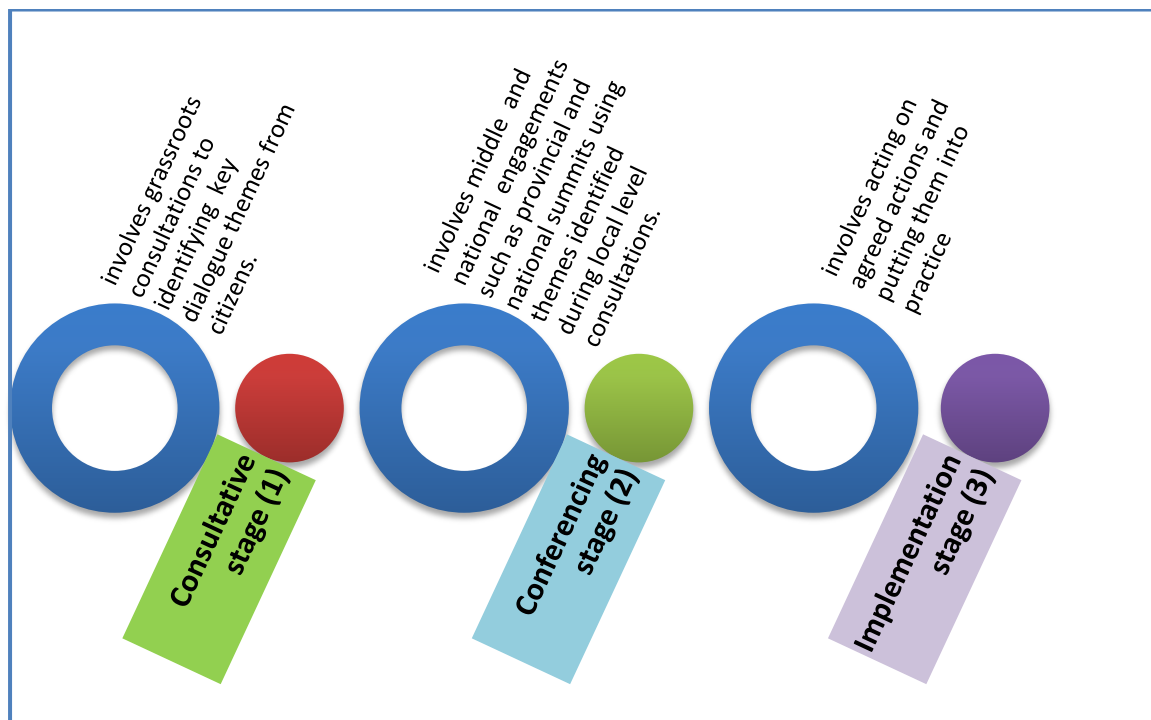 involves grassroots
consultations to
identifying key
dialogue themes from
citizens.
Consultative
stage (1)
involves middle and
national engagements
such as provincial and
national summits using
themes identified
during local level
consultations.
Conferencing
stage (2)
involves acting on
agreed actions and
putting them into
practice
Implementation
stage (3)